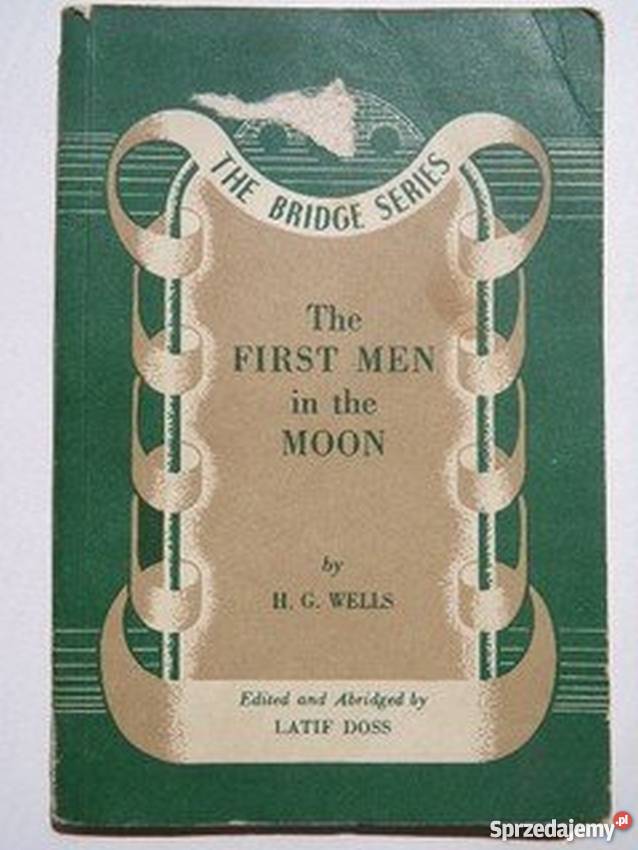 THE BRIDGE SERIES
The
FIRST MEN
in the
MOON
by
H. G. WELLS
Edited and Abridged by
LATIF DOSS
Sprzedajemy.pl